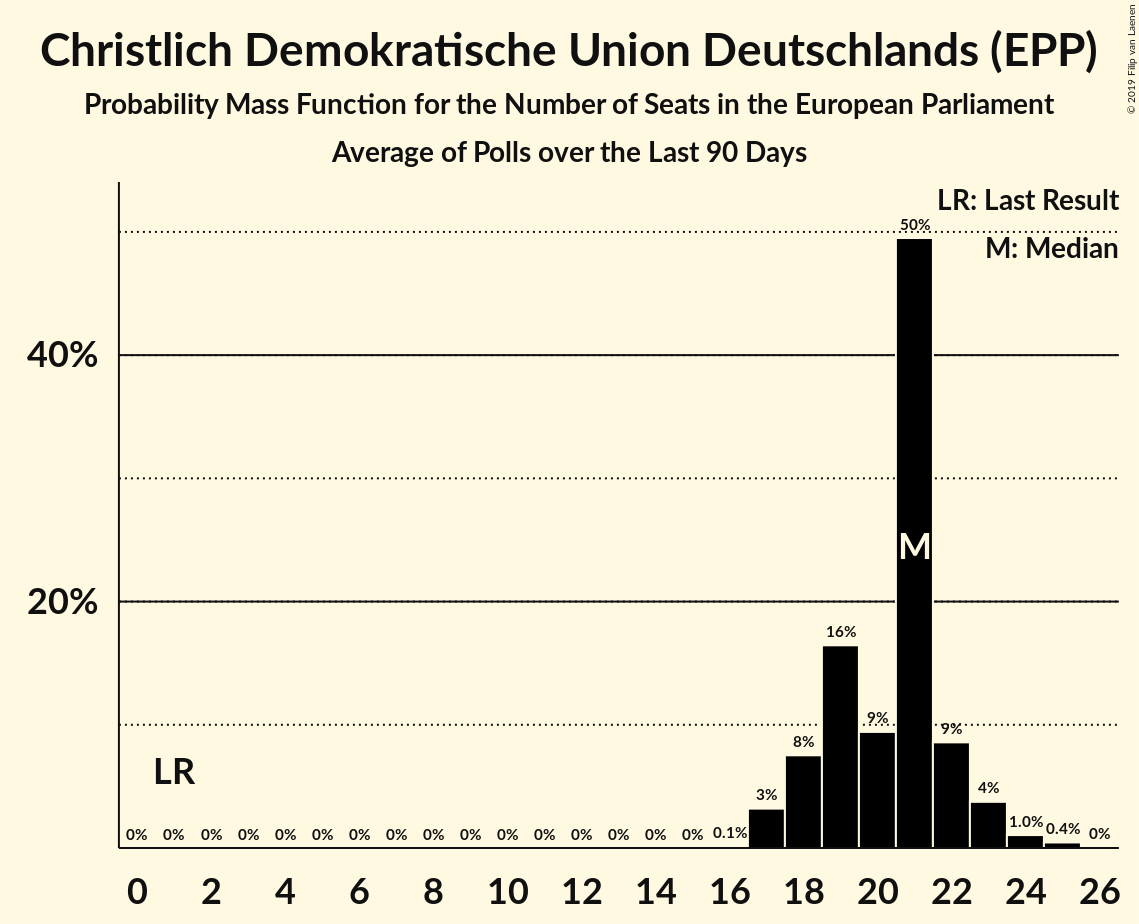 Christlich Demokratische Union Deutschlands (EPP)
Probability Mass Function for the Number of Seats in the European Parliament
Average of Polls over the Last 90 Days
© 2019 Filip van Laenen
LR: Last Result
M: Median
50%
40%
M
20%
16%
9%
9%
8%
LR
4%
3%
0% 0% 0% 0% 0% 0% 0% 0% 0% 0% 0% 0% 0% 0% 0% 0% 0.1% 1.0% 0.4% 0%
0 2 4 6 8 10 12 14 16 18 20 22 24 26